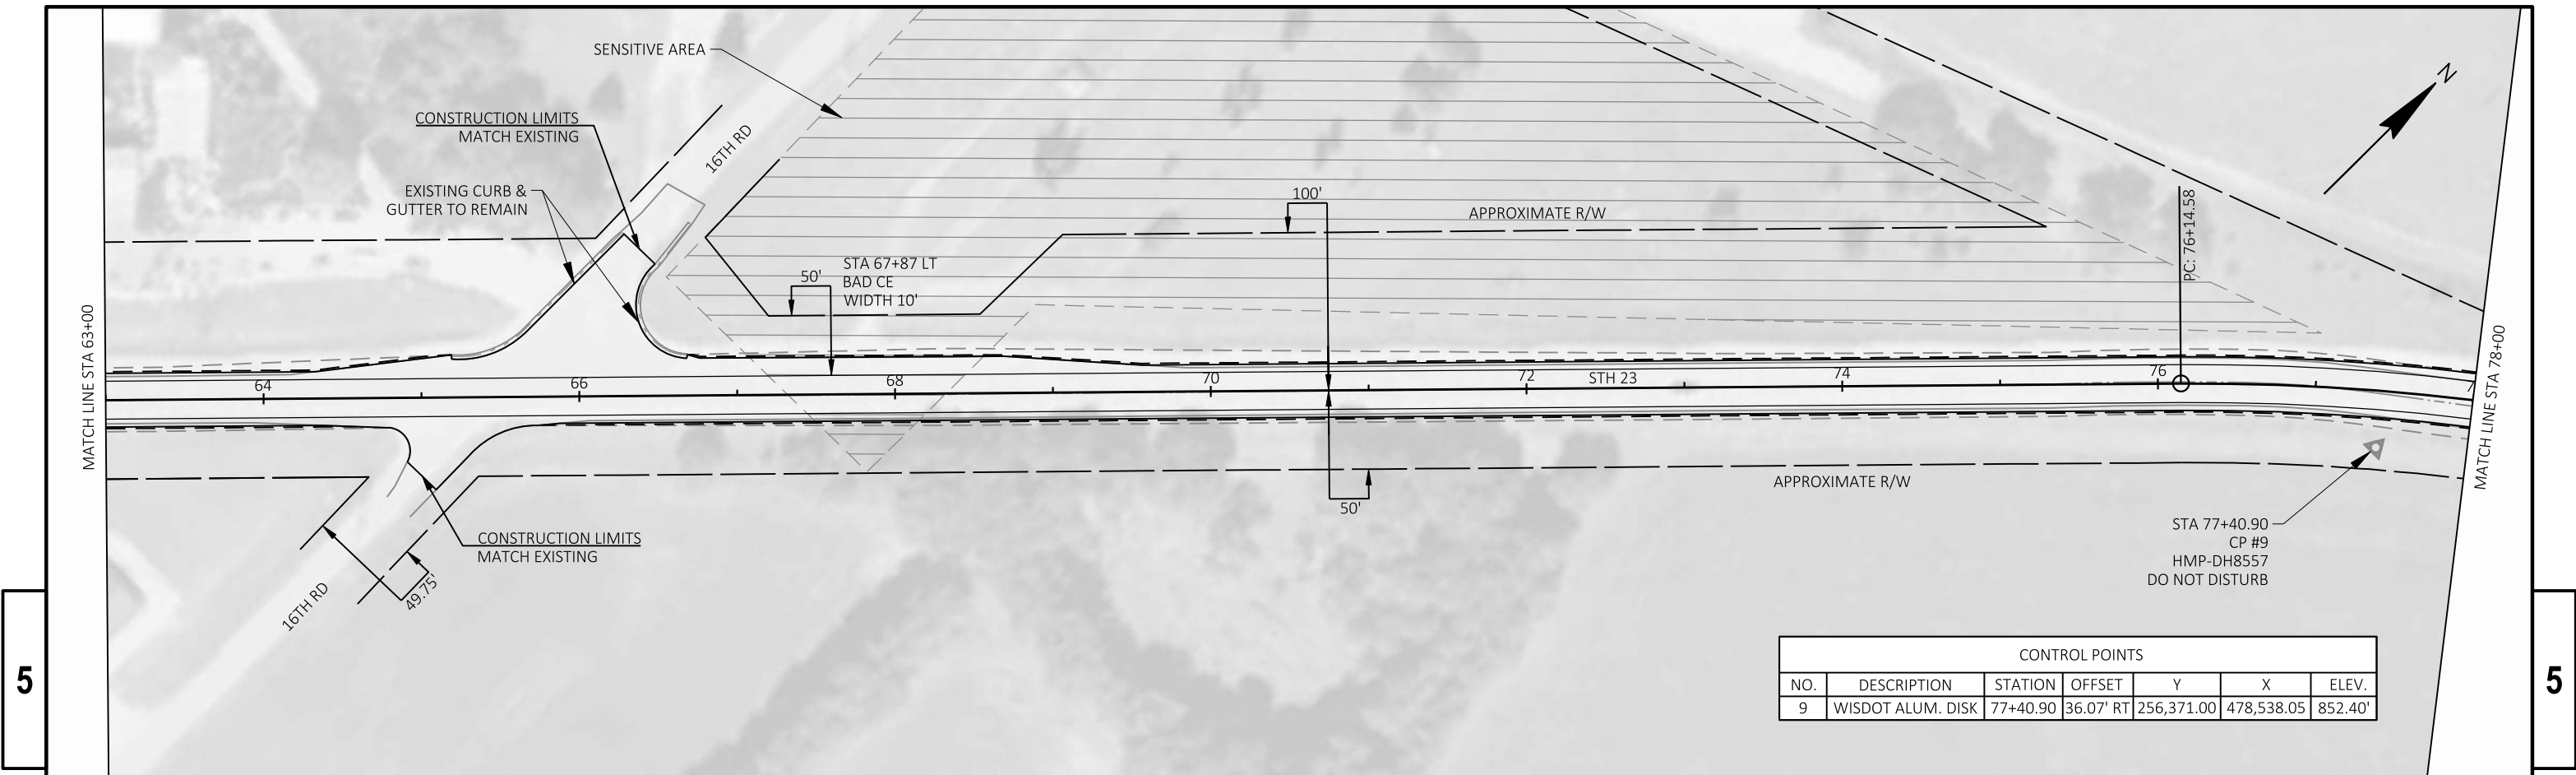 SENSITIVE AREA
CONSTRUCTION LIMITS
MATCH EXISTING
16TH RD
EXISTING CURB &
GUTTER TO REMAIN
100'
APPROXIMATE R/W
N
PC: 76+14.58
STA 67+87 LT
BAD CE
WIDTH 10'
50'
MATCH LINE STA 63+00
64
66
68
70
72
STH 23
74
76
MATCH LINE STA 78+00
APPROXIMATE R/W
50'
CONSTRUCTION LIMITS
MATCH EXISTING
49.75'
16TH RD
STA 77+40.90
CP #9
HMP-DH8557
DO NOT DISTURB
CONTROL POINTS
NO. DESCRIPTION STATION OFFSET Y X ELEV.
9 WISDOT ALUM. DISK 77+40.90 36.07' RT 256,371.00 478,538.05 852.40'
5
5